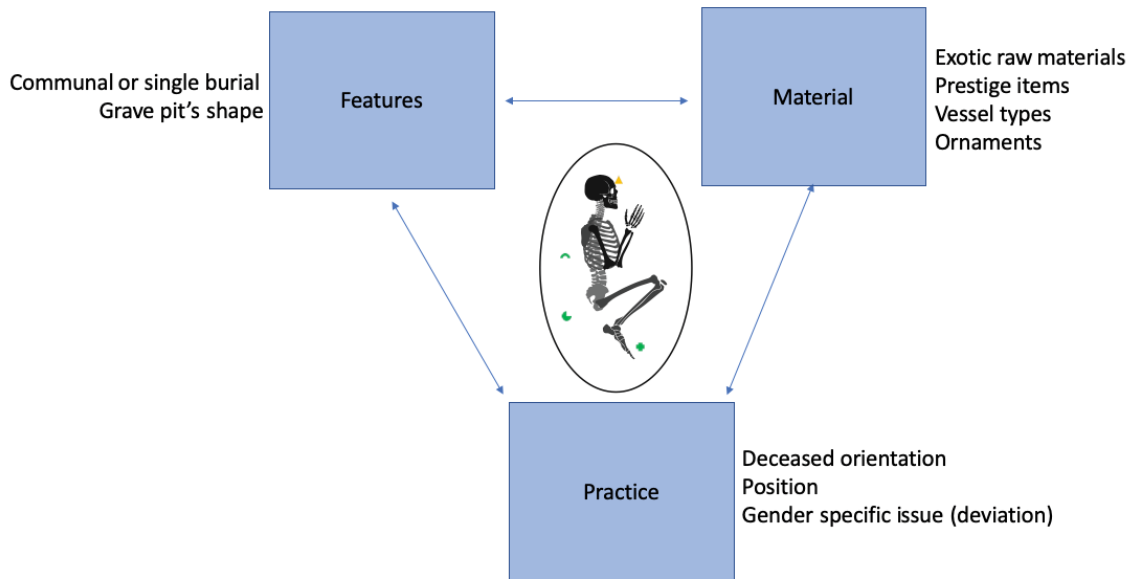 Communal or single burial
Grave pit's shape
Features
Material
Exotic raw materials
Prestige items
Vessel types
Ornaments
Practice
Deceased orientation
Position
Gender specific issue (deviation)